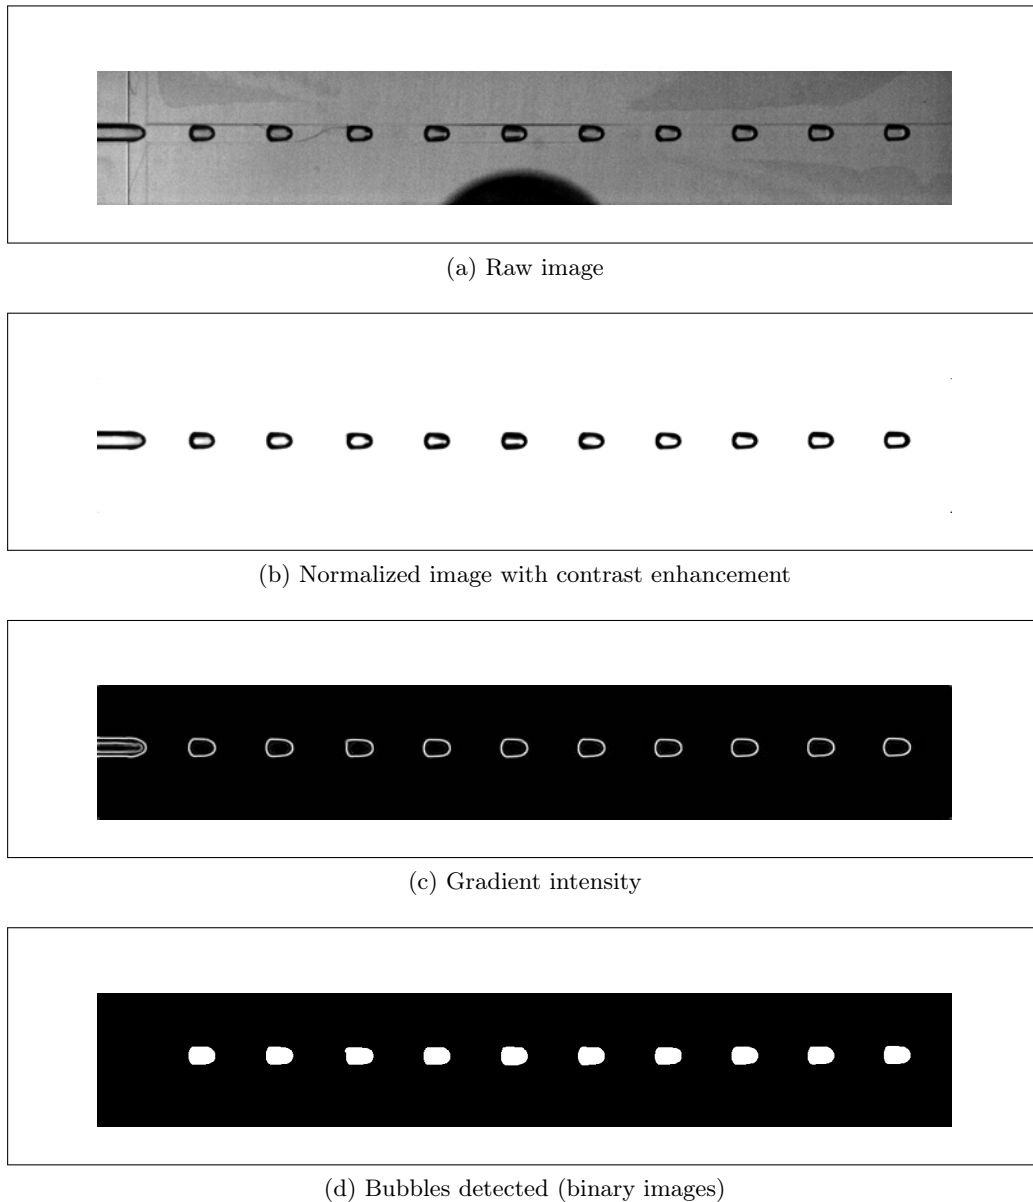 (a) Raw image
(b) Normalized image with contrast enhancement
(c) Gradient intensity
(d) Bubbles detected (binary images)